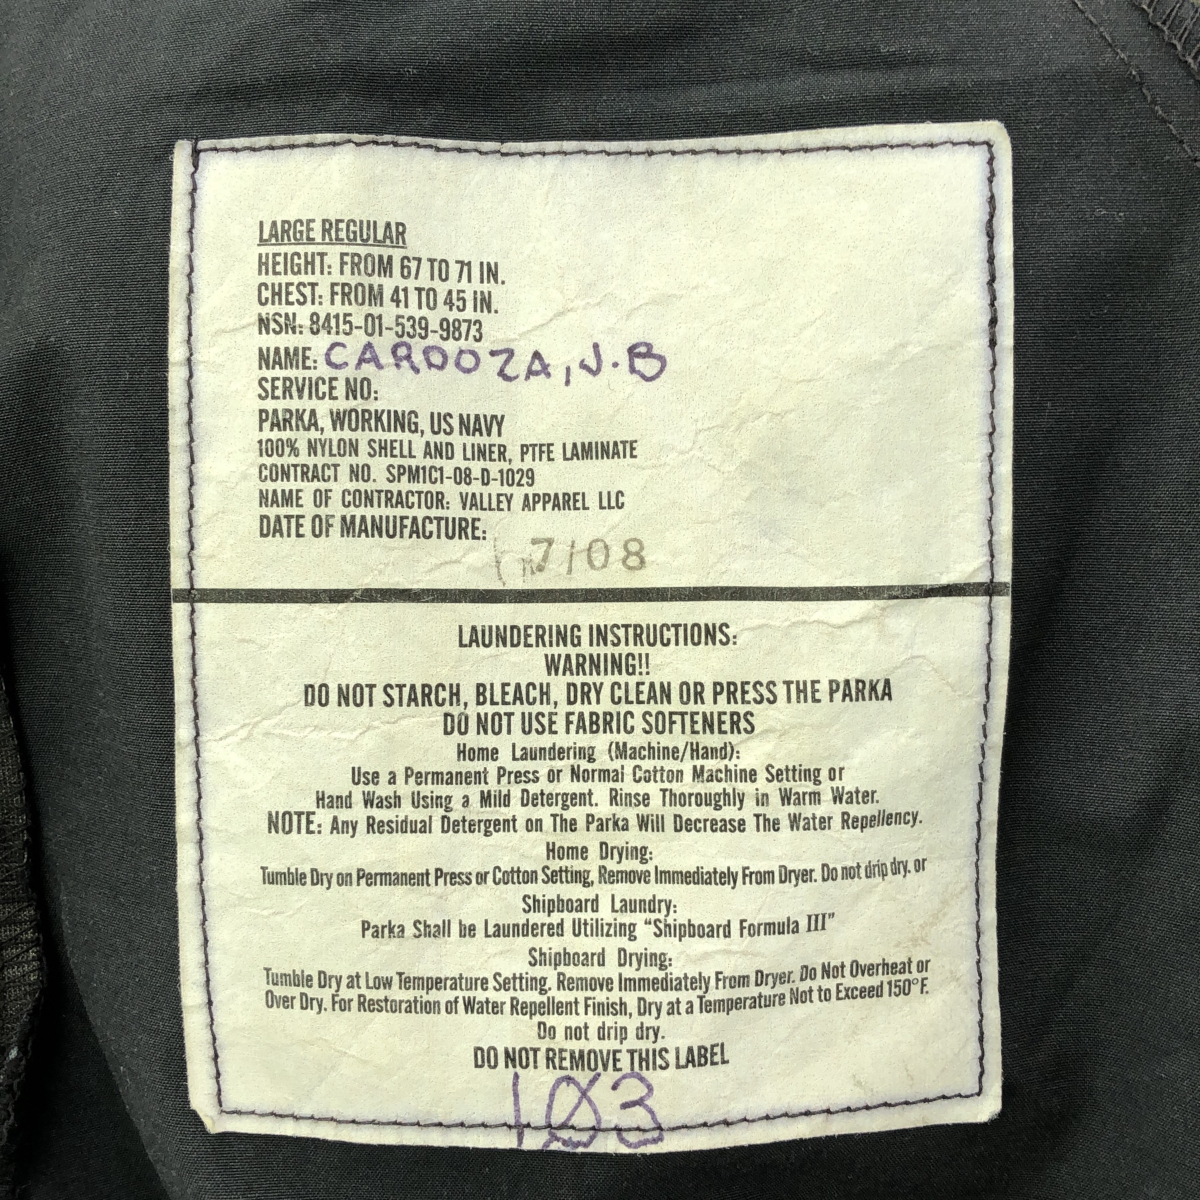 LARGE REGULAR
HEIGHT: FROM 67 TO 71 IN.
CHEST: FROM 41 TO 45 IN.
NSN: 8415-01-539-9873
NAME: CARDOZA, J.B
SERVICE NO:
PARKA, WORKING, US NAVY
100% NYLON SHELL AND LINER, PTFE LAMINATE
CONTRACT NO. SPM1C1-08-D-1029
NAME OF CONTRACTOR: VALLEY APPAREL LLC
DATE OF MANUFACTURE:
7/08
LAUNDERING INSTRUCTIONS:
WARNING!!
DO NOT STARCH, BLEACH, DRY CLEAN OR PRESS THE PARKA
DO NOT USE FABRIC SOFTENERS
Home Laundering (Machine/Hand):
Use a Permanent Press or Normal Cotton Machine Setting or
Hand Wash Using a Mild Detergent. Rinse Thoroughly in Warm Water.
NOTE: Any Residual Detergent on The Parka Will Decrease The Water Repellency.
Home Drying:
Tumble Dry on Permanent Press or Cotton Setting, Remove Immediately From Dryer. Do not drip dry. or
Shipboard Laundry:
Parka Shall be Laundered Utilizing "Shipboard Formula III"
Shipboard Drying:
Tumble Dry at Low Temperature Setting. Remove Immediately From Dryer. Do Not Overheat or
Over Dry. For Restoration of Water Repellent Finish, Dry at a Temperature Not to Exceed 150°F.
Do not drip dry.
DO NOT REMOVE THIS LABEL
1Ø3